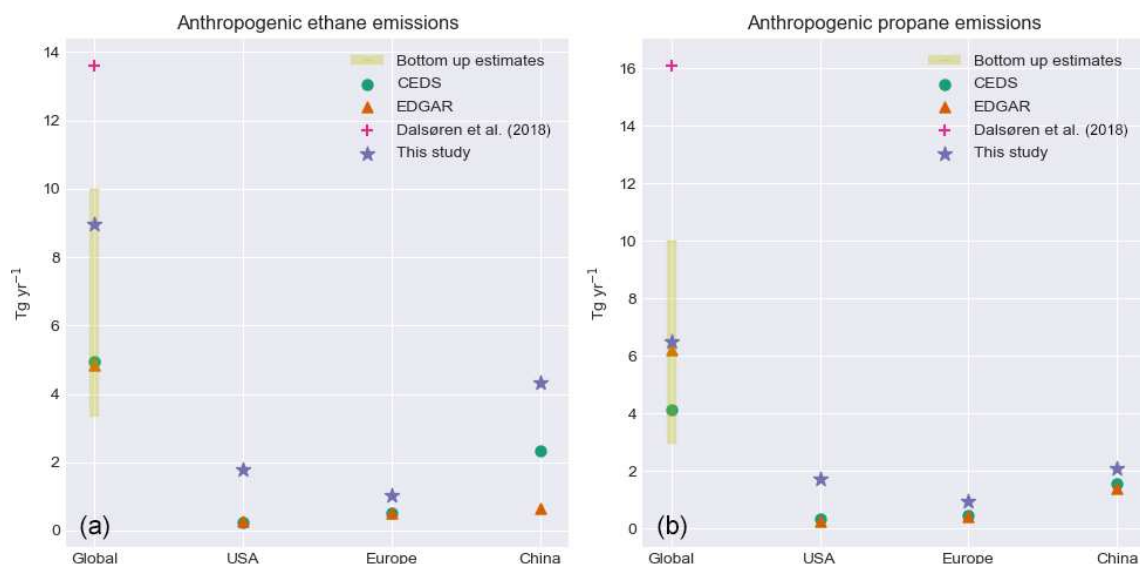 Anthropogenic ethane emissions
14
12
10
8
6
4
2
0
Tg yr⁻¹
Bottom up estimates
CEDS
EDGAR
Dalsøren et al. (2018)
This study
(a)
Global USA Europe China
Anthropogenic propane emissions
16
14
12
10
8
6
4
2
0
Tg yr⁻¹
Bottom up estimates
CEDS
EDGAR
Dalsøren et al. (2018)
This study
(b)
Global USA Europe China